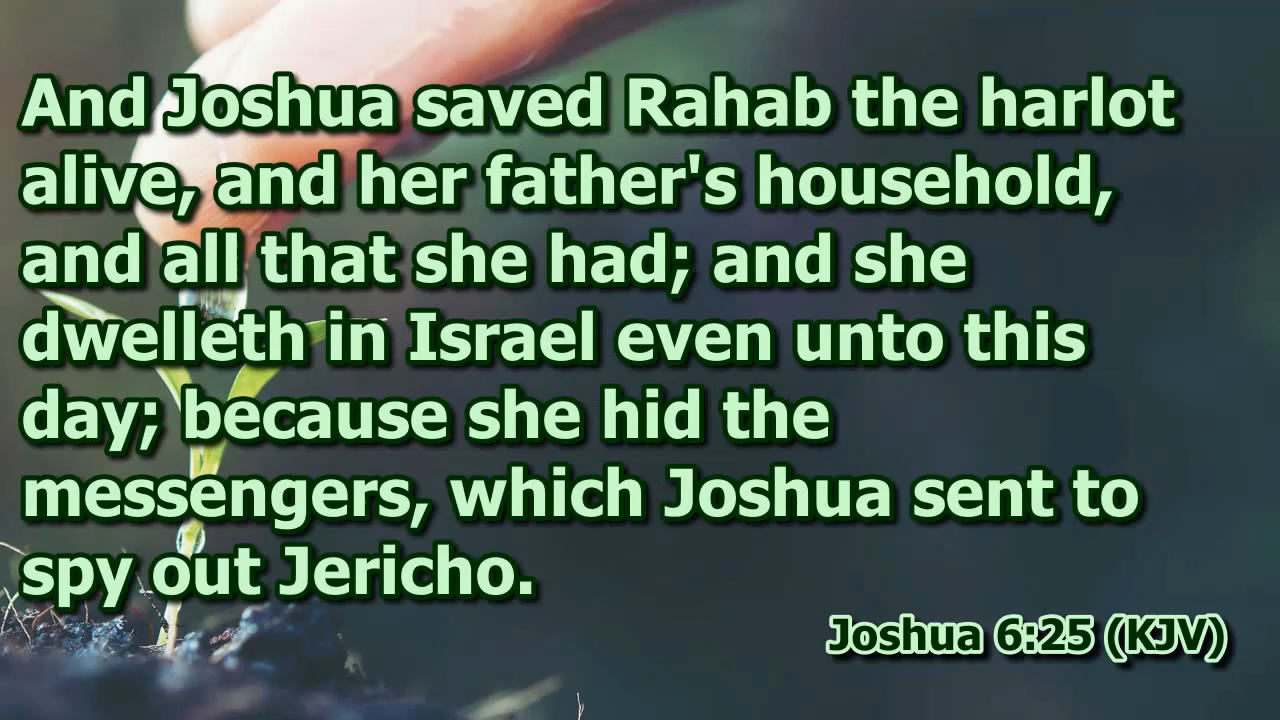 And Joshua saved Rahab the harlot
alive, and her father's household,
and all that she had; and she
dwelleth in Israel even unto this
day; because she hid the
messengers, which Joshua sent to
spy out Jericho.
Joshua 6:25 (KJV)